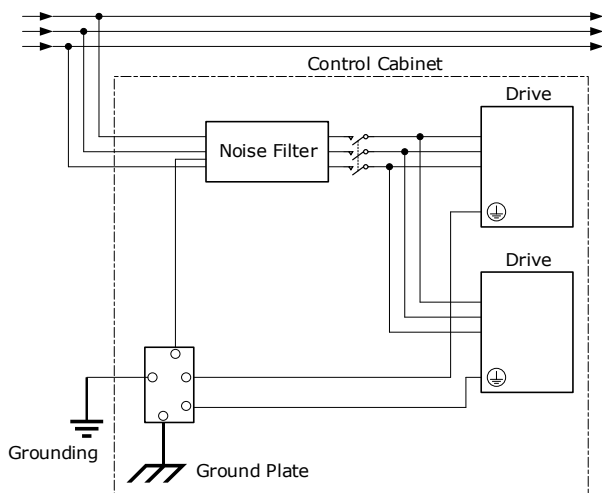 Control Cabinet
Drive
Noise Filter
Drive
Grounding
Ground Plate